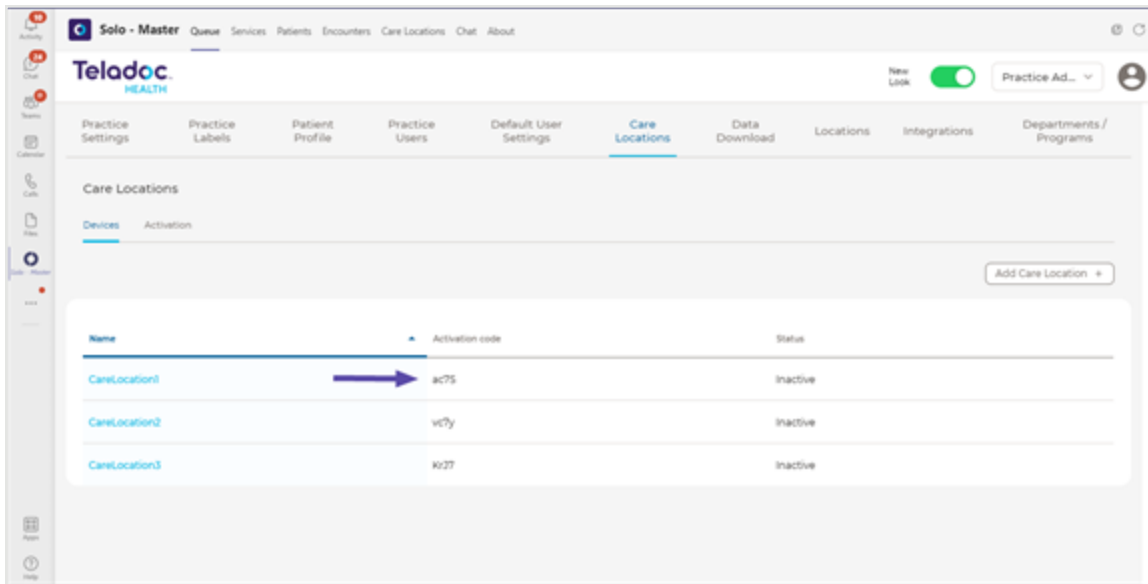 Activity
Chat
Teams
Calendar
Calls
Files
Solo - Master
Apps
Help
Solo - Master Queue Services Patients Encounters Care Locations Chat About
Teladoc
HEALTH
New
Look
Practice Ad...
Practice
Settings
Practice
Labels
Patient
Profile
Practice
Users
Default User
Settings
Care
Locations
Data
Download
Locations
Integrations
Departments /
Programs
Care Locations
Devices Activation
Add Care Location +
Name Activation code Status
CareLocation1 ac75 Inactive
CareLocation2 vc7y Inactive
CareLocation3 Inactive